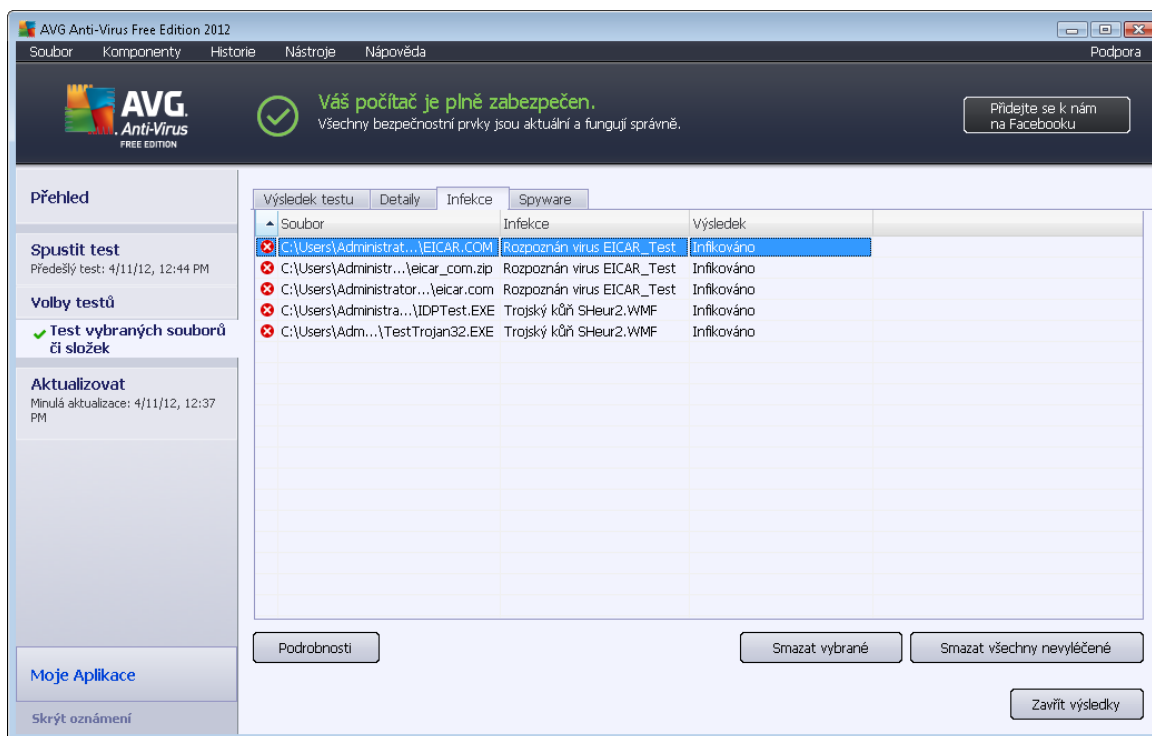 AVG Anti-Virus Free Edition 2012
Soubor Komponenty Historie Nástroje Nápověda Podpora
AVG.
Anti-Virus
FREE EDITION
Váš počítač je plně zabezpečen.
Všechny bezpečnostní prvky jsou aktuální a fungují správně.
Přidejte se k nám
na Facebooku
Přehled
Spustit test
Předešlý test: 4/11/12, 12:44 PM
Volby testů
Test vybraných souborů
či složek
Aktualizovat
Minulá aktualizace: 4/11/12, 12:37
PM
Moje Aplikace
Skrýt oznámení
Výsledek testu Detaily Infekce Spyware
Soubor Infekce Výsledek
C:\Users\Administrat...\EICAR.COM Rozpoznán virus EICAR_Test Infikováno
C:\Users\Administr...\eicar_com.zip Rozpoznán virus EICAR_Test Infikováno
C:\Users\Administrator...\eicar.com Rozpoznán virus EICAR_Test Infikováno
C:\Users\Administra...\IDPTest.EXE Trojský kůň SHeur2.WMF Infikováno
C:\Users\Adm...\TestTrojan32.EXE Trojský kůň SHeur2.WMF Infikováno
Podrobnosti Smazat vybrané Smazat všechny nevyléčené
Zavřít výsledky